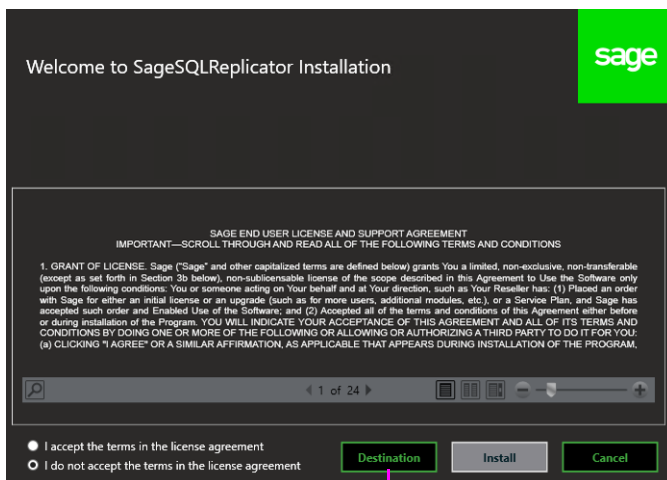 sage
Welcome to SageSQLReplicator Installation
SAGE END USER LICENSE AND SUPPORT AGREEMENT
IMPORTANT—SCROLL THROUGH AND READ ALL OF THE FOLLOWING TERMS AND CONDITIONS
1. GRANT OF LICENSE. Sage ("Sage" and other capitalized terms are defined below) grants You a limited, non-exclusive, non-transferable
(except as set forth in Section 3b below), non-sublicensable license of the scope described in this Agreement to Use the Software only
upon the following conditions: You or someone acting on Your behalf and at Your direction, such as Your Reseller has: (1) Placed an order
with Sage for either an initial license or an upgrade (such as for more users, additional modules, etc.), or a Service Plan, and Sage has
accepted such order and Enabled Use of the Software; and (2) Accepted all of the terms and conditions of this Agreement either before
or during installation of the Program. YOU WILL INDICATE YOUR ACCEPTANCE OF THIS AGREEMENT AND ALL OF ITS TERMS AND
CONDITIONS BY DOING ONE OR MORE OF THE FOLLOWING OR ALLOWING OR AUTHORIZING A THIRD PARTY TO DO IT FOR YOU:
(a) CLICKING "I AGREE" OR A SIMILAR AFFIRMATION, AS APPLICABLE THAT APPEARS DURING INSTALLATION OF THE PROGRAM,
1 of 24
I accept the terms in the license agreement
I do not accept the terms in the license agreement
Destination
Install
Cancel